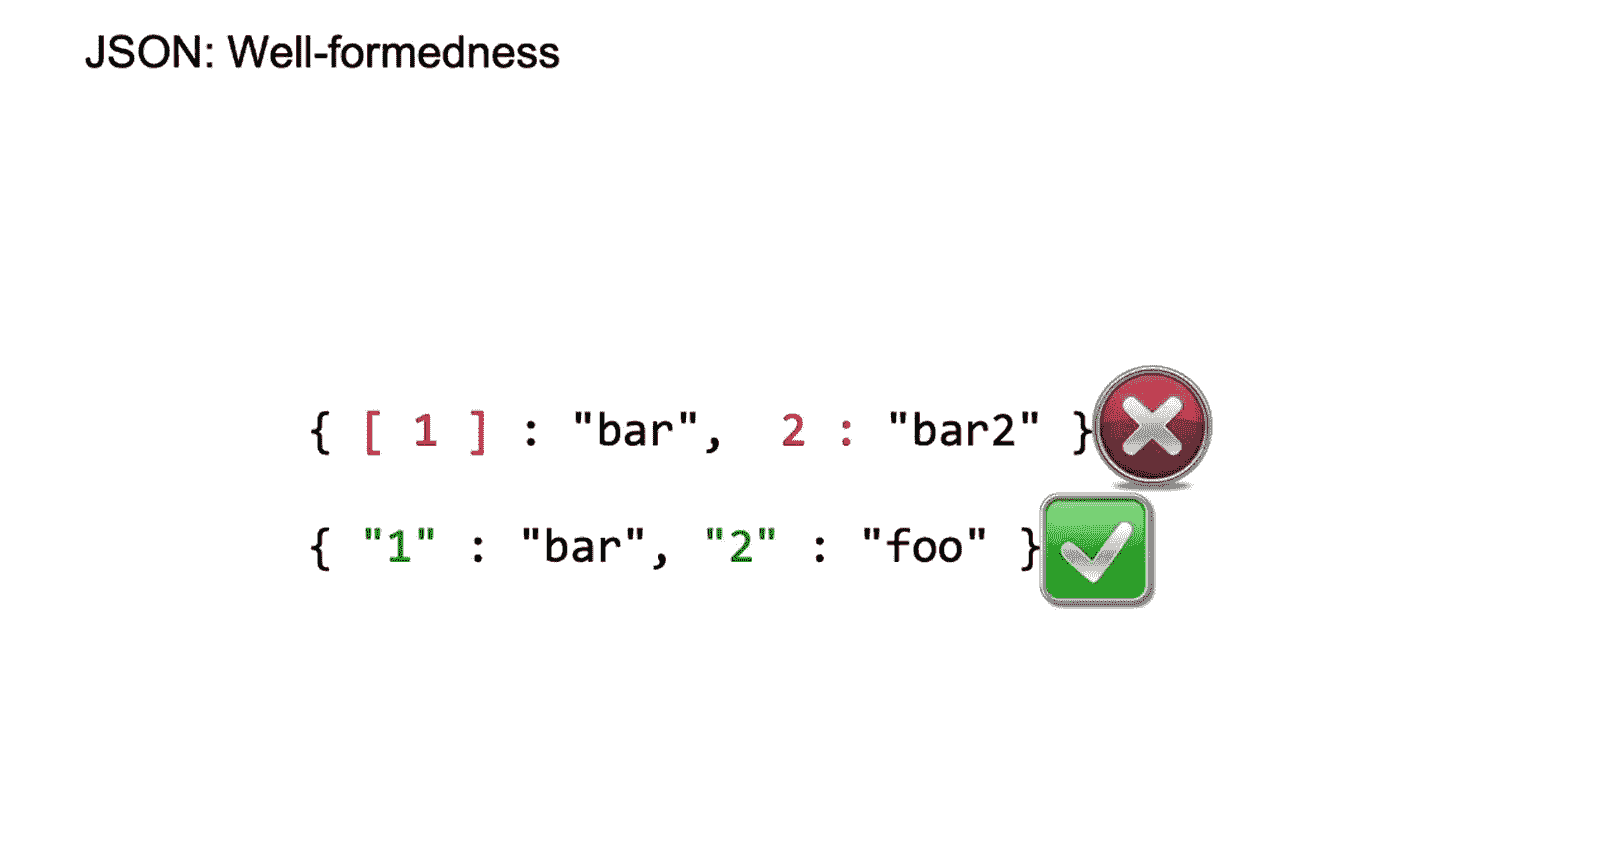 JSON: Well-formedness
{ [ 1 ] : "bar", 2 : "bar2" }
{ "1" : "bar", "2" : "foo" }